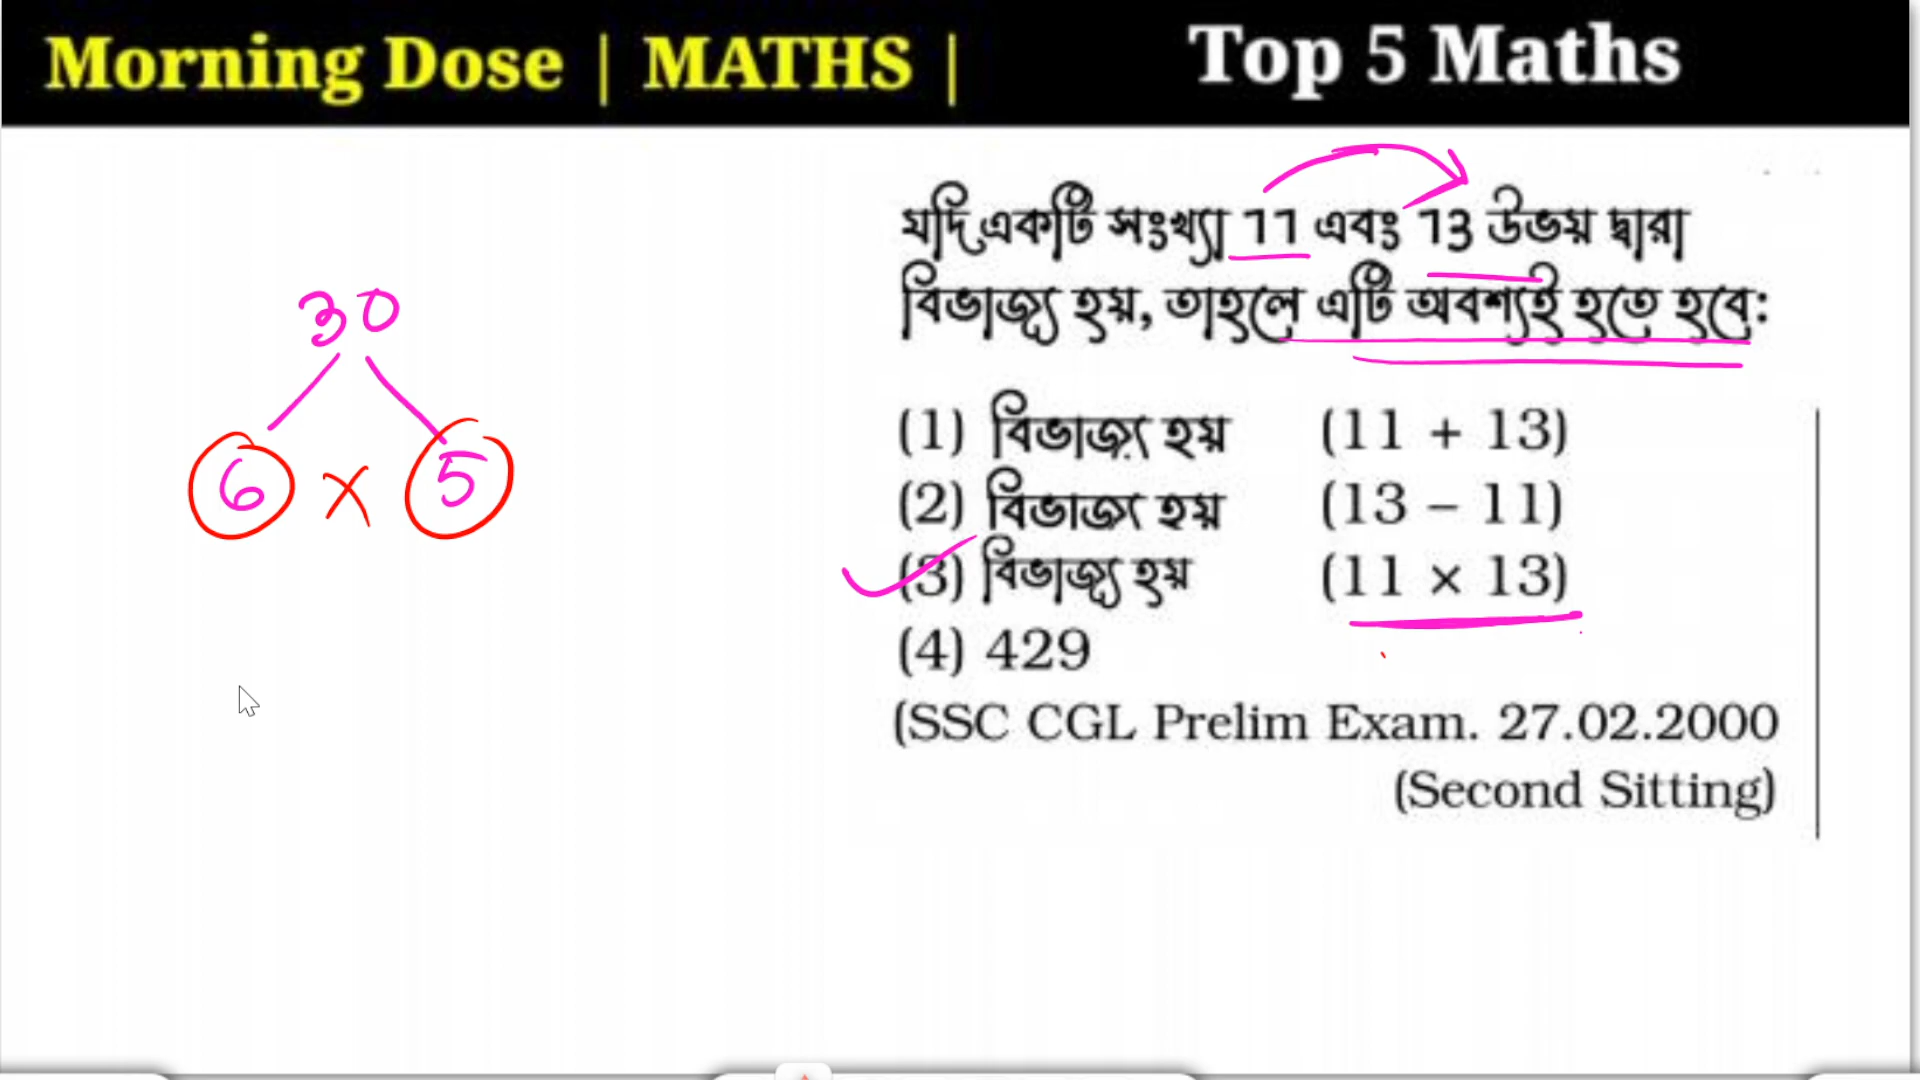 Morning Dose | MATHS | Top 5 Maths
যদি একটি সংখ্যা 11 এবং 13 উভয় দ্বারা
বিভাজ্য হয়, তাহলে এটি অবশ্যই হতে হবে:
(1) বিভাজ্য হয় (11 + 13)
(2) বিভাজ্য হয় (13 – 11)
(3) বিভাজ্য হয় (11 × 13)
(4) 429
(SSC CGL Prelim Exam. 27.02.2000
(Second Sitting)
30
6 × 5